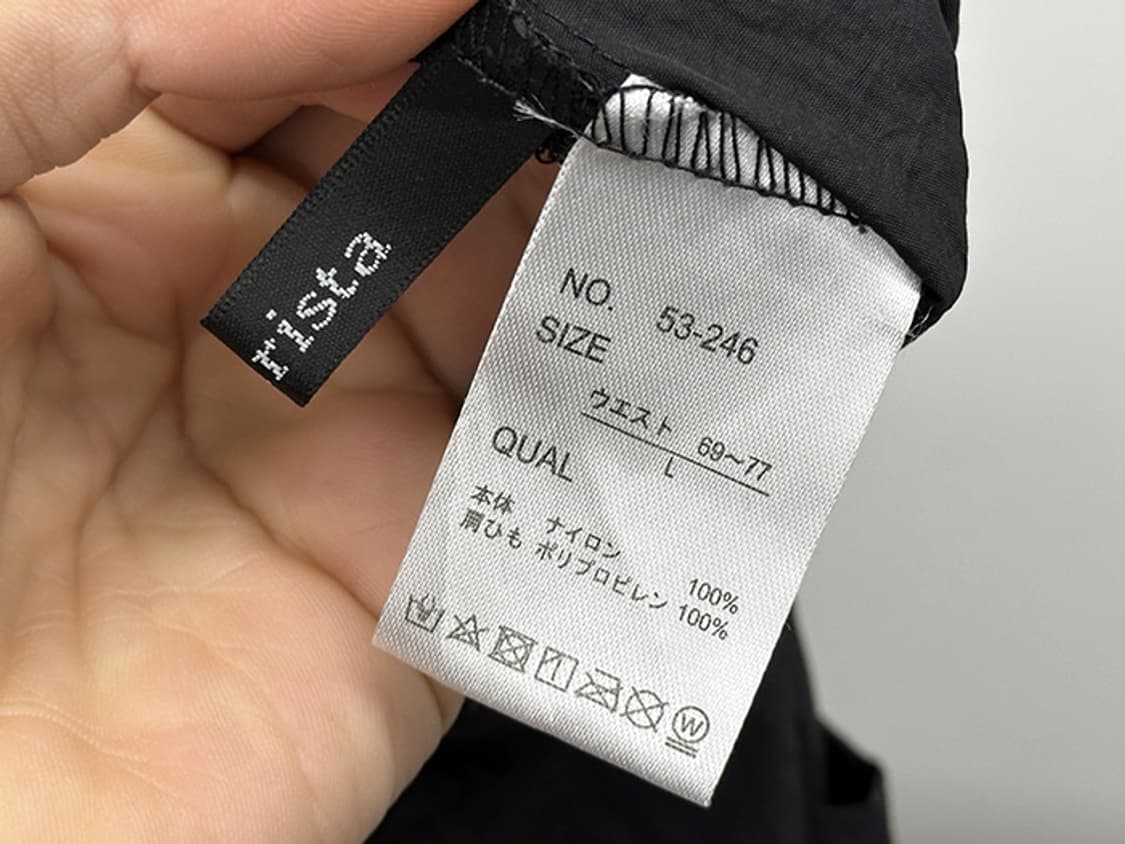 rista
NO. 53-246
SIZE
ウエスト 69～77
L
QUAL
本体 ナイロン 100%
肩ひも ポリプロピレン 100%
W